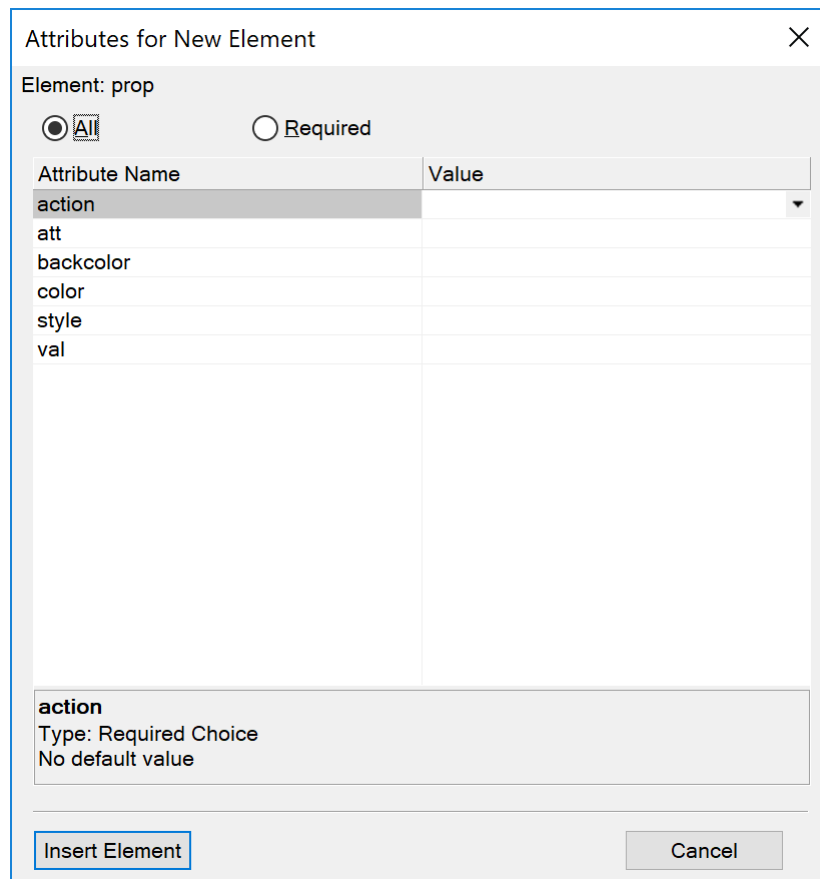 Attributes for New Element
Element: prop
All Required
Attribute Name Value
action
att
backcolor
color
style
val
action
Type: Required Choice
No default value
Insert Element Cancel